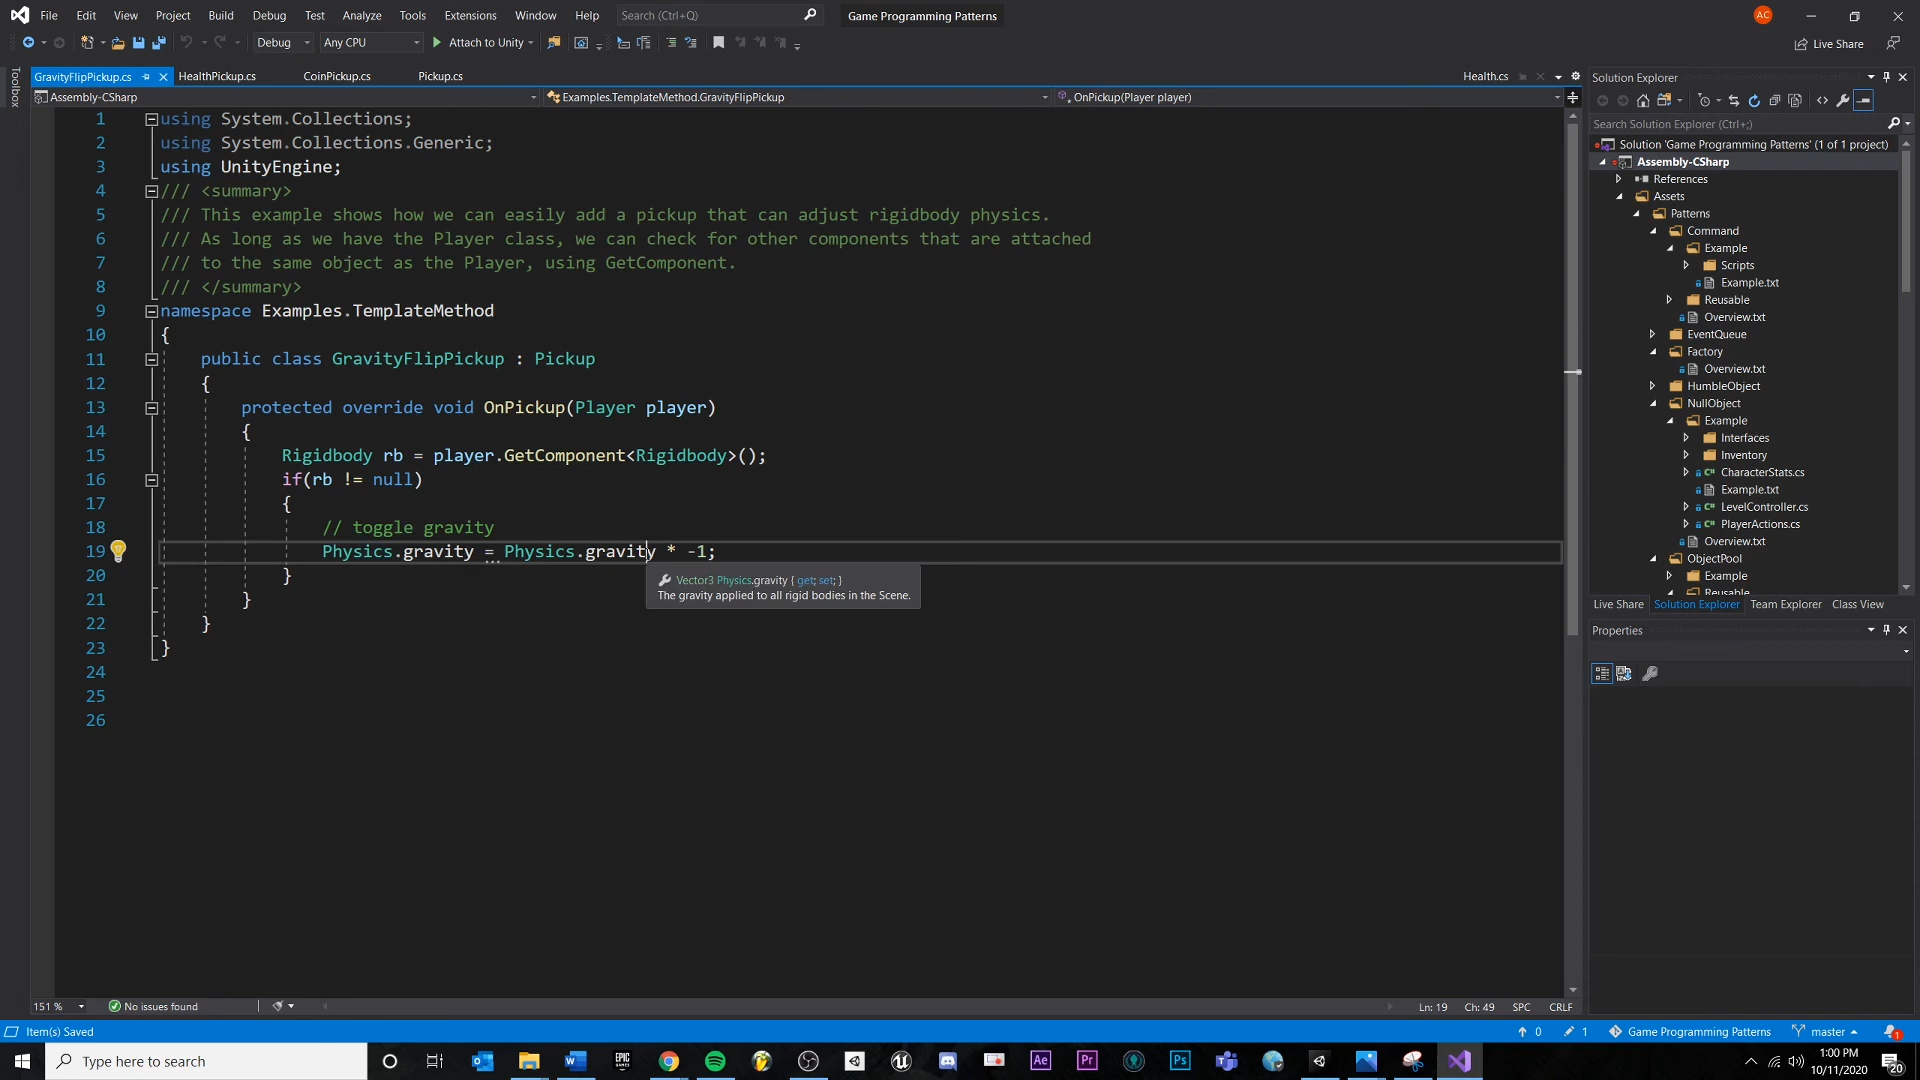 File Edit View Project Build Debug Test Analyze Tools Extensions Window Help Search (Ctrl+Q) Game Programming Patterns AC
Debug Any CPU Attach to Unity Live Share
Toolbox
GravityFlipPickup.cs HealthPickup.cs CoinPickup.cs Pickup.cs Health.cs
Assembly-CSharp Examples.TemplateMethod.GravityFlipPickup OnPickup(Player player)
1 using System.Collections;
2 using System.Collections.Generic;
3 using UnityEngine;
4 /// <summary>
5 /// This example shows how we can easily add a pickup that can adjust rigidbody physics.
6 /// As long as we have the Player class, we can check for other components that are attached
7 /// to the same object as the Player, using GetComponent.
8 /// </summary>
9 namespace Examples.TemplateMethod
10 {
11 public class GravityFlipPickup : Pickup
12 {
13 protected override void OnPickup(Player player)
14 {
15 Rigidbody rb = player.GetComponent<Rigidbody>();
16 if(rb != null)
17 {
18 // toggle gravity
19 Physics.gravity = Physics.gravity * -1;
20 }
21 }
22 }
23 }
24
25
26
Vector3 Physics.gravity { get; set; }
The gravity applied to all rigid bodies in the Scene.
Solution Explorer
Search Solution Explorer (Ctrl+;)
Solution 'Game Programming Patterns' (1 of 1 project)
Assembly-CSharp
References
Assets
Patterns
Command
Example
Scripts
Example.txt
Reusable
Overview.txt
EventQueue
Factory
Overview.txt
HumbleObject
NullObject
Example
Interfaces
Inventory
CharacterStats.cs
Example.txt
LevelController.cs
PlayerActions.cs
Overview.txt
ObjectPool
Example
Reusable
Live Share Solution Explorer Team Explorer Class View
Properties
151 % No issues found Ln: 19 Ch: 49 SPC CRLF
Item(s) Saved 0 1 Game Programming Patterns master 1
Type here to search EPIC GAMES Ae Pr Ps 1:00 PM
10/11/2020 20